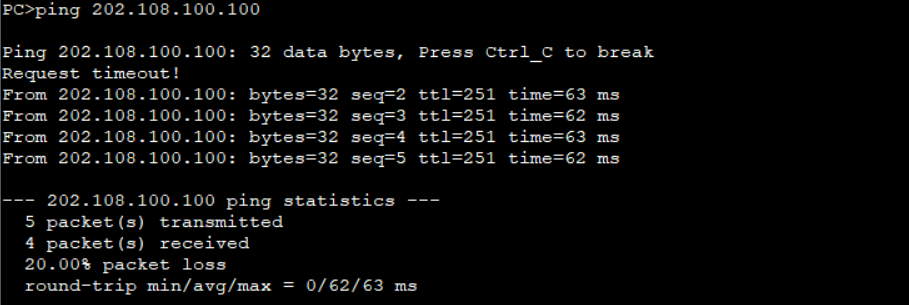 PC>ping 202.108.100.100
Ping 202.108.100.100: 32 data bytes, Press Ctrl_C to break
Request timeout!
From 202.108.100.100: bytes=32 seq=2 ttl=251 time=63 ms
From 202.108.100.100: bytes=32 seq=3 ttl=251 time=62 ms
From 202.108.100.100: bytes=32 seq=4 ttl=251 time=63 ms
From 202.108.100.100: bytes=32 seq=5 ttl=251 time=62 ms
--- 202.108.100.100 ping statistics ---
5 packet(s) transmitted
4 packet(s) received
20.00% packet loss
round-trip min/avg/max = 0/62/63 ms